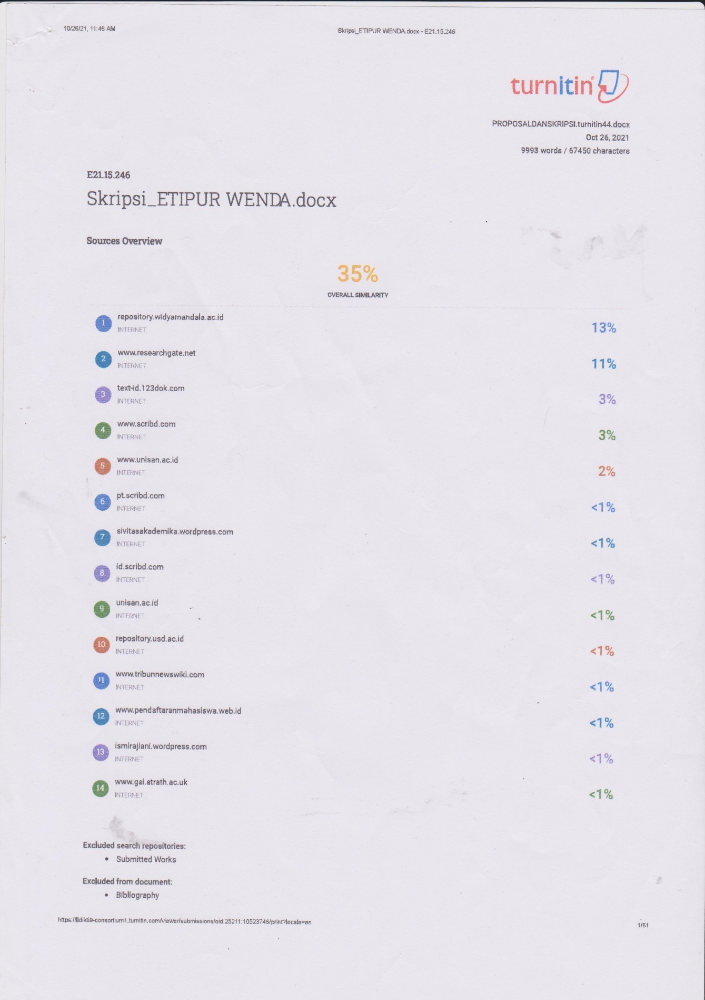 10/26/21, 11:46 AM
Skripsi_ETIPUR WENDA.docx - E21.15.246
turnitin
PROPOSALDANSKRIPSI.turnitin44.docx
Oct 26, 2021
9993 words / 67450 characters
E21.15.246
Skripsi_ETIPUR WENDA.docx
Sources Overview
35%
OVERALL SIMILARITY
1 repository.widyamandala.ac.id 13%
INTERNET
2 www.researchgate.net 11%
INTERNET
3 text-id.123dok.com 3%
INTERNET
4 www.scribd.com 3%
INTERNET
5 www.unisan.ac.id 2%
INTERNET
6 pt.scribd.com <1%
INTERNET
7 sivitasakademika.wordpress.com <1%
INTERNET
8 id.scribd.com <1%
INTERNET
9 unisan.ac.id <1%
INTERNET
10 repository.usd.ac.id <1%
INTERNET
11 www.tribunnewswiki.com <1%
INTERNET
12 www.pendaftaranmahasiswa.web.id <1%
INTERNET
13 ismirajiani.wordpress.com <1%
INTERNET
14 www.gsi.strath.ac.uk <1%
INTERNET
Excluded search repositories:
• Submitted Works
Excluded from document:
• Bibliography
https://lldikti9-consortium1.turnitin.com/viewer/submissions/oid:25211:10523746/print?locale=en
1/61